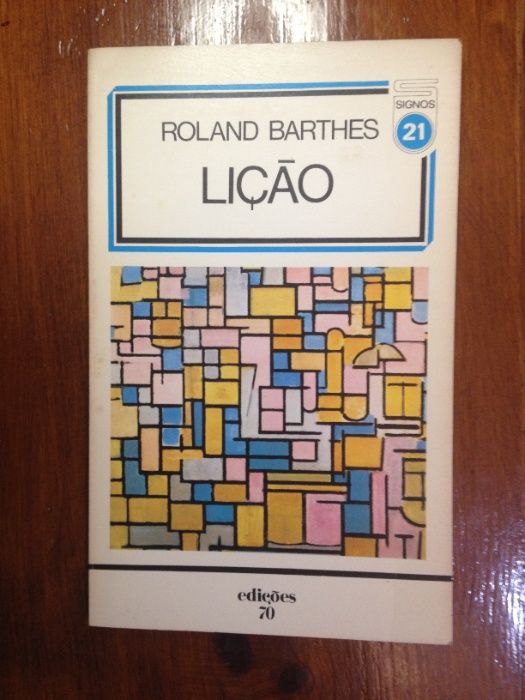 SIGNOS
21
ROLAND BARTHES
LIÇÃO
edições
70